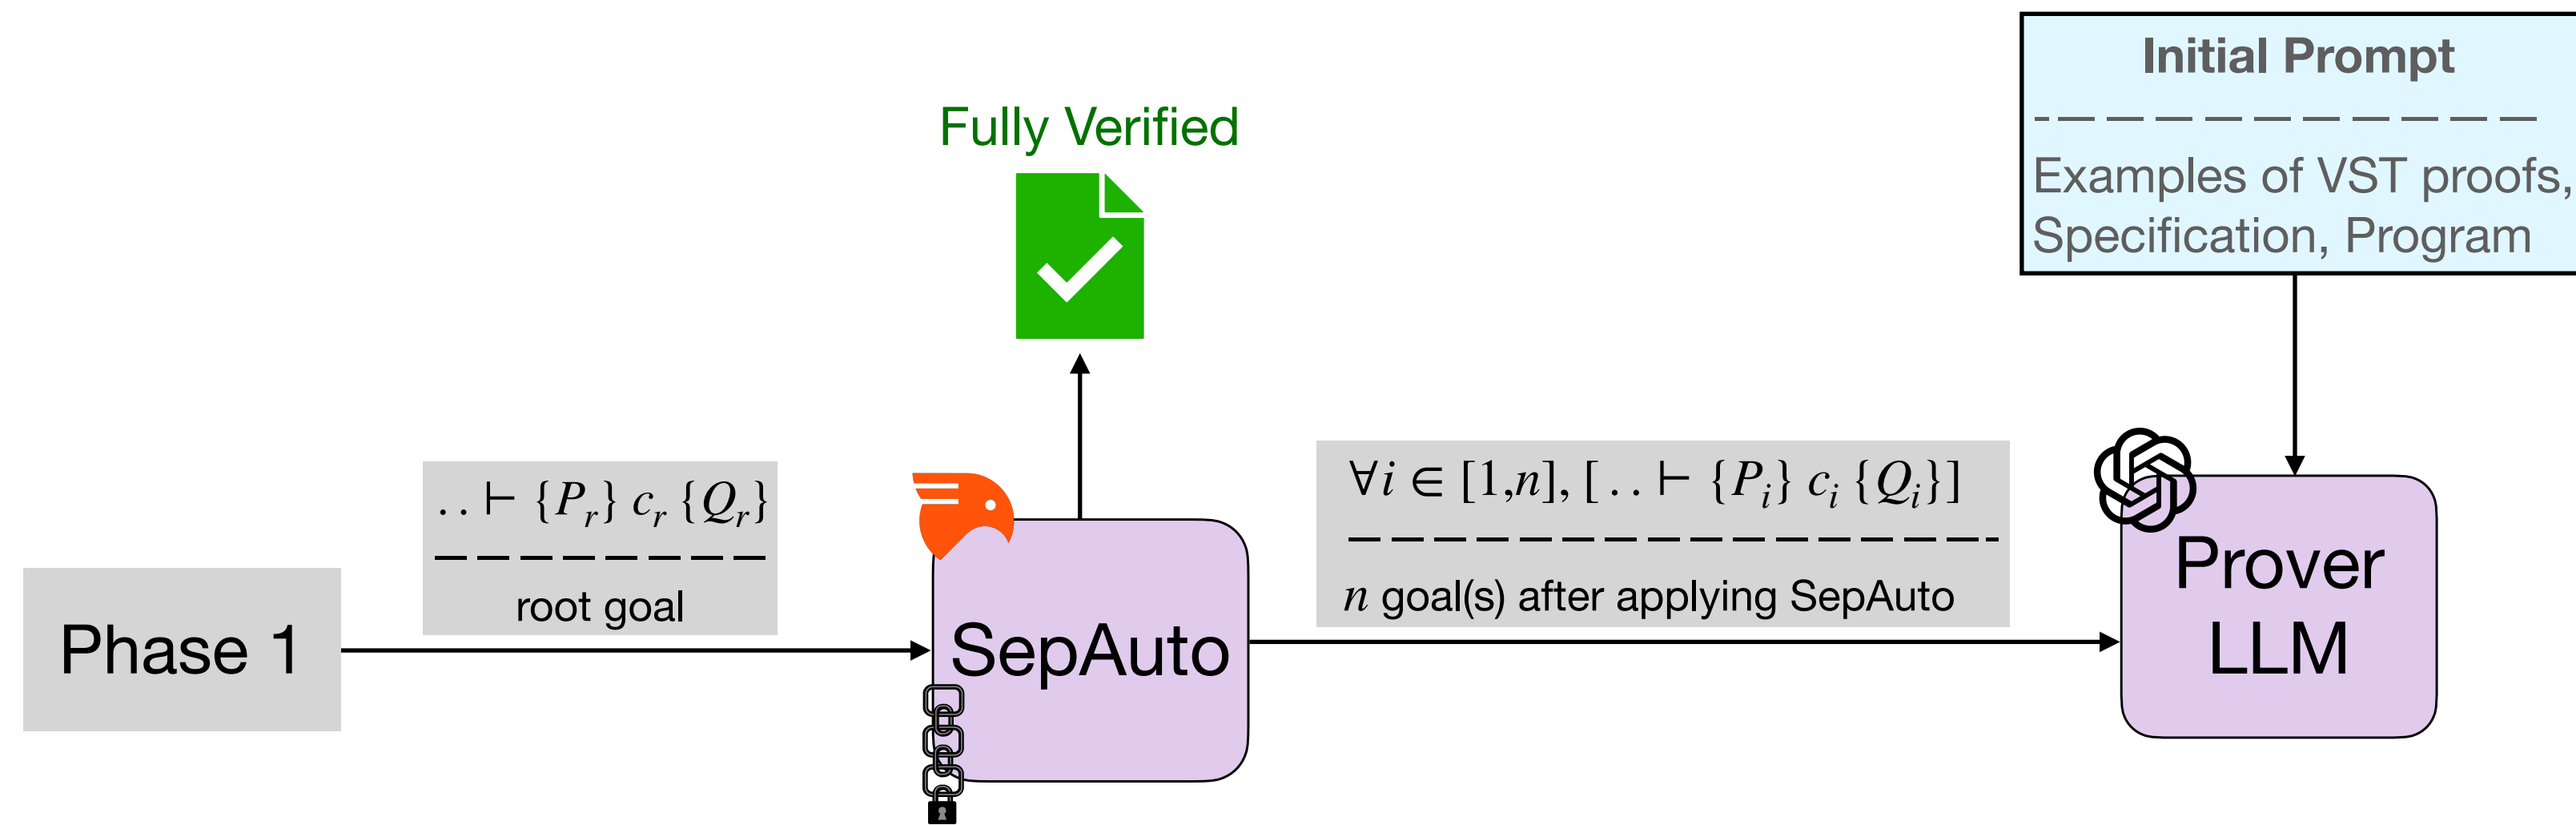 Initial Prompt
Examples of VST proofs,
Specification, Program
Fully Verified
. . ⊢ {P_r} c_r {Q_r}
root goal
∀i ∈ [1,n], [ . . ⊢ {P_i} c_i {Q_i}]
n goal(s) after applying SepAuto
Phase 1
SepAuto
Prover
LLM